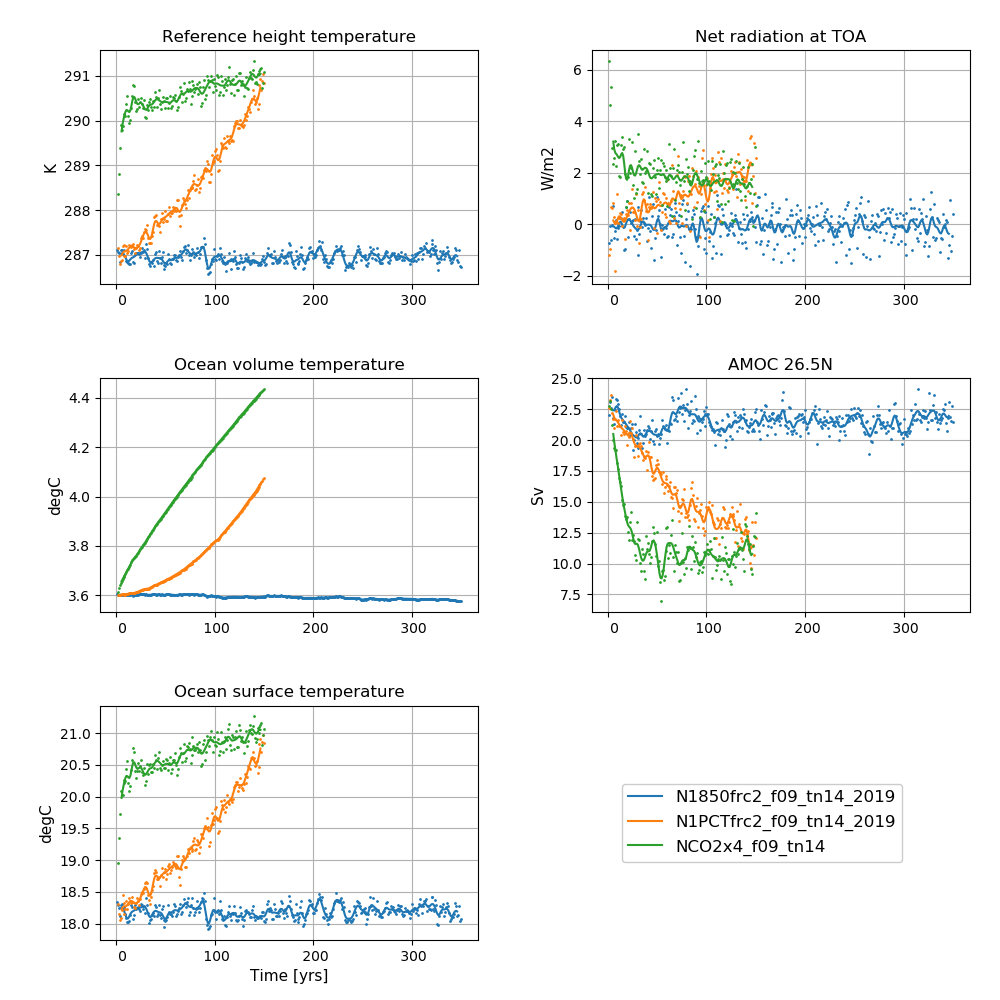 Reference height temperature
291
290
289
288
287
K
0 100 200 300
Net radiation at TOA
6
4
2
0
−2
W/m2
0 100 200 300
Ocean volume temperature
4.4
4.2
4.0
3.8
3.6
degC
0 100 200 300
AMOC 26.5N
25.0
22.5
20.0
17.5
15.0
12.5
10.0
7.5
Sv
0 100 200 300
Ocean surface temperature
21.0
20.5
20.0
19.5
19.0
18.5
18.0
degC
0 100 200 300
Time [yrs]
N1850frc2_f09_tn14_2019
N1PCTfrc2_f09_tn14_2019
NCO2x4_f09_tn14